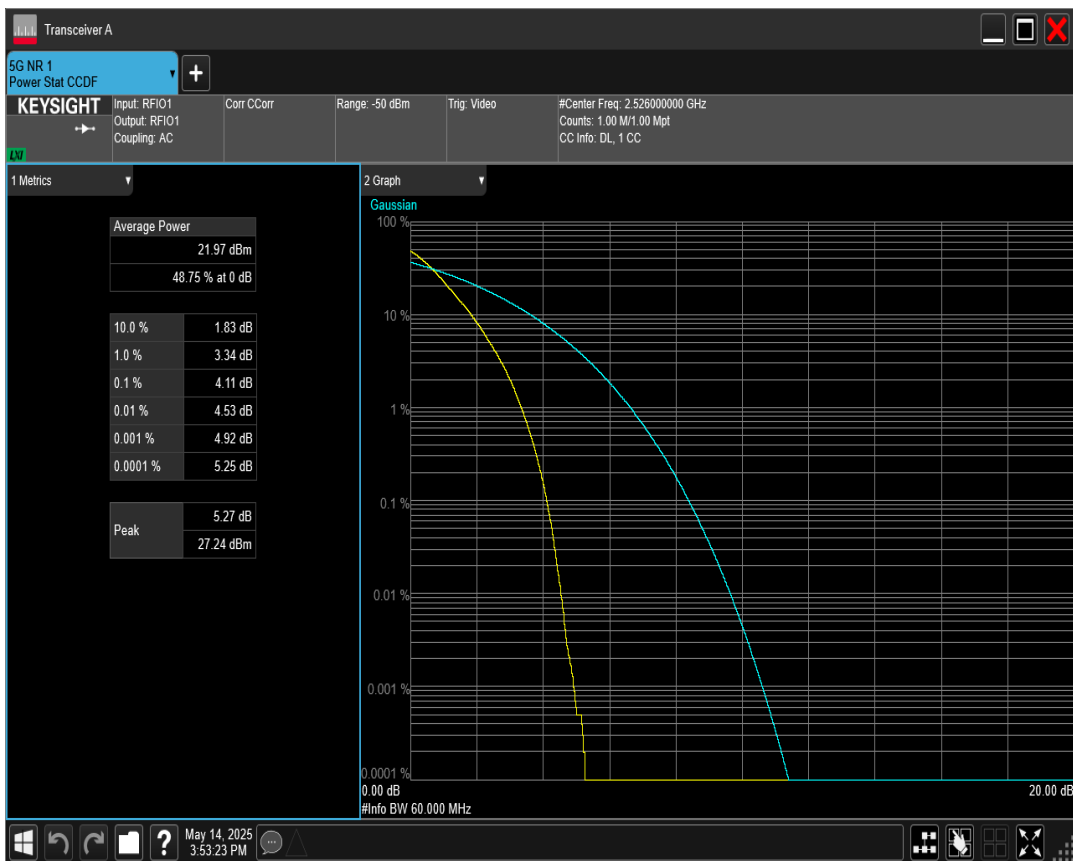 Transceiver A
5G NR 1
Power Stat CCDF
+
KEYSIGHT
LXI
Input: RFIO1
Output: RFIO1
Coupling: AC
Corr CCorr
Range: -50 dBm
Trig: Video
#Center Freq: 2.526000000 GHz
Counts: 1.00 M/1.00 Mpt
CC Info: DL, 1 CC
1 Metrics
Average Power
21.97 dBm
48.75 % at 0 dB
10.0 % 1.83 dB
1.0 % 3.34 dB
0.1 % 4.11 dB
0.01 % 4.53 dB
0.001 % 4.92 dB
0.0001 % 5.25 dB
Peak 5.27 dB
27.24 dBm
2 Graph
Gaussian
100 %
10 %
1 %
0.1 %
0.01 %
0.001 %
0.0001 %
0.00 dB 20.00 dB
#Info BW 60.000 MHz
?
May 14, 2025
3:53:23 PM